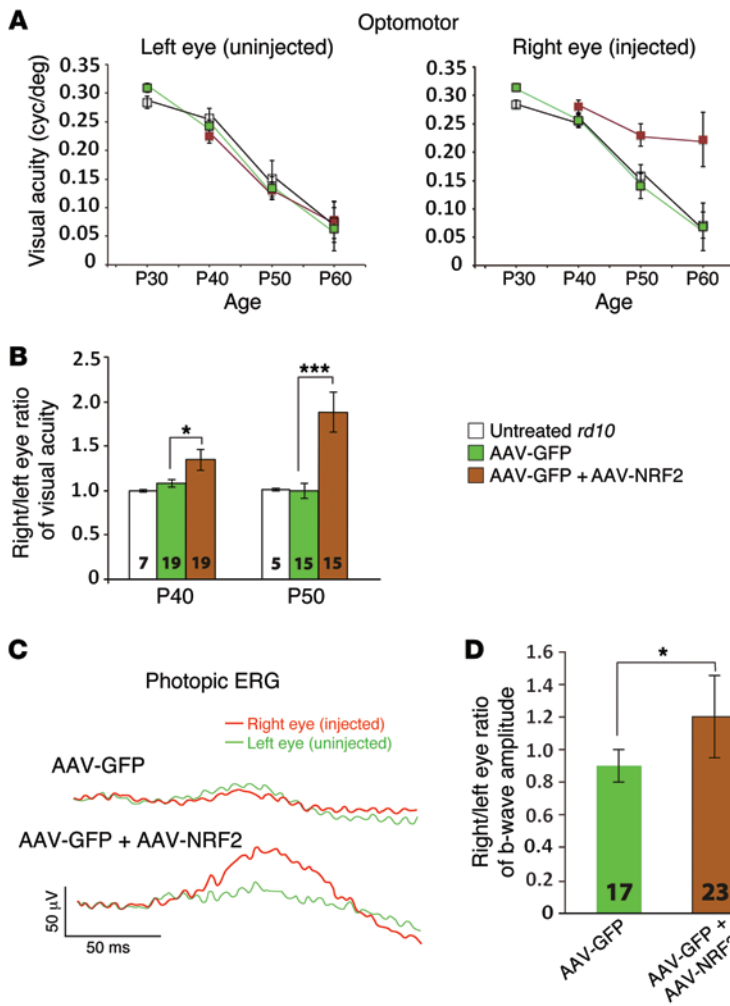 A
Optomotor
Left eye (uninjected)
Right eye (injected)
Visual acuity (cyc/deg)
0.35
0.30
0.25
0.20
0.15
0.10
0.05
0
P30 P40 P50 P60
Age
0.35
0.30
0.25
0.20
0.15
0.10
0.05
0
P30 P40 P50 P60
Age
B
Right/left eye ratio
of visual acuity
2.5
2.0
1.5
1.0
0.5
0
*
***
7 19 19
5 15 15
P40 P50
Untreated rd10
AAV-GFP
AAV-GFP + AAV-NRF2
C
Photopic ERG
Right eye (injected)
Left eye (uninjected)
AAV-GFP
AAV-GFP + AAV-NRF2
50 μV
50 ms
D
Right/left eye ratio
of b-wave amplitude
1.6
1.4
1.2
1.0
0.8
0.6
0.4
0.2
0
*
17 23
AAV-GFP
AAV-GFP +